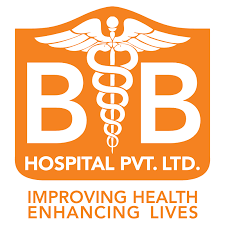 B B
HOSPITAL PVT. LTD.
IMPROVING HEALTH
ENHANCING LIVES